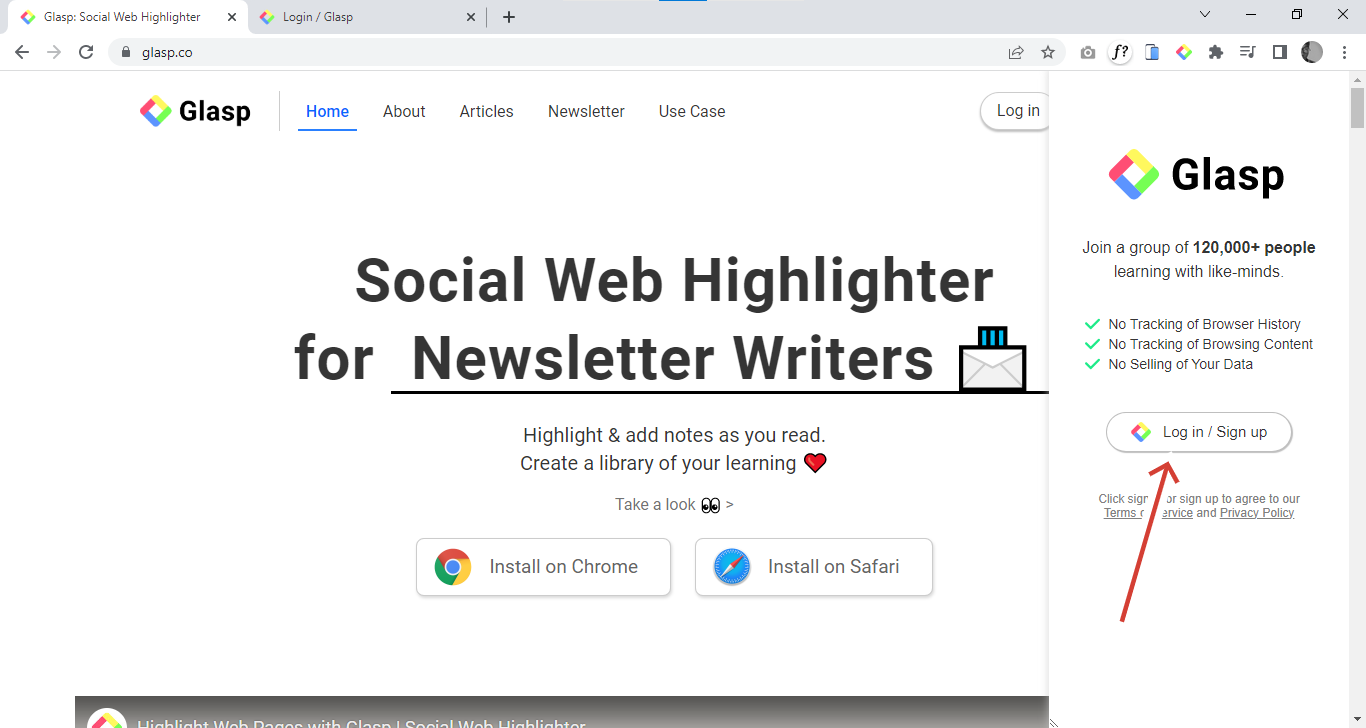 Glasp: Social Web Highlighter
Login / Glasp
glasp.co
f?
Glasp
Home
About
Articles
Newsletter
Use Case
Log in
Social Web Highlighter
for Newsletter Writers
Highlight & add notes as you read.
Create a library of your learning
Take a look 👀 >
Install on Chrome
Install on Safari
Highlight Web Pages with Glasp | Social Web Highlighter
Glasp
Join a group of 120,000+ people
learning with like-minds.
No Tracking of Browser History
No Tracking of Browsing Content
No Selling of Your Data
Log in / Sign up
Click sign or sign up to agree to our
Terms and Privacy Policy